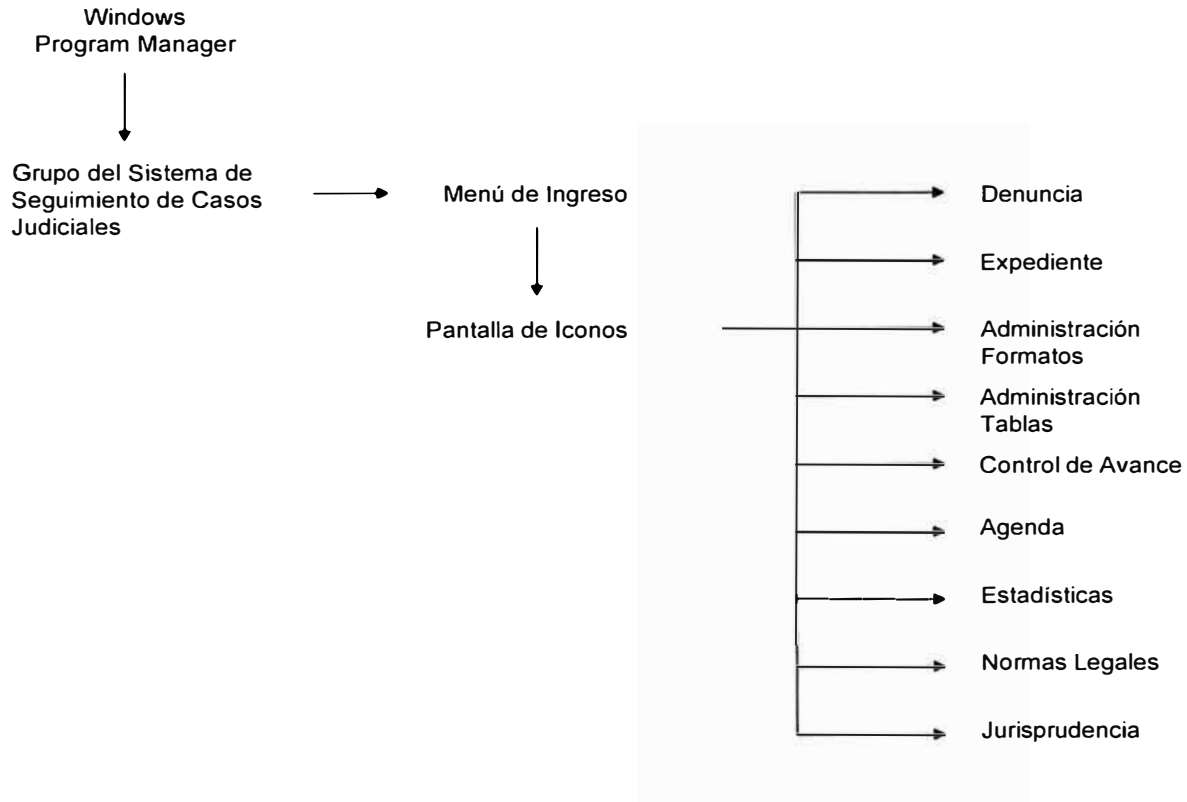 Windows
Program Manager
Grupo del Sistema de
Seguimiento de Casos
Judiciales
Menú de Ingreso
Pantalla de Iconos
Denuncia
Expediente
Administración
Formatos
Administración
Tablas
Control de Avance
Agenda
Estadísticas
Normas Legales
Jurisprudencia